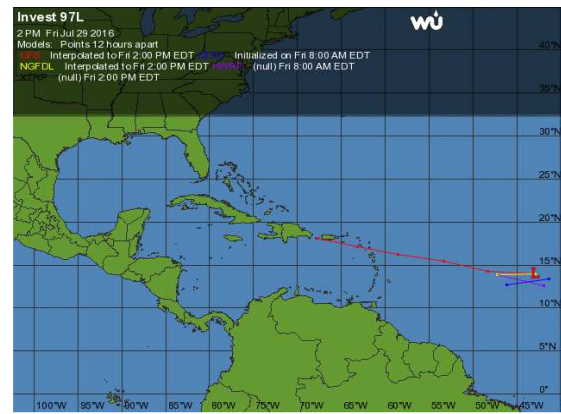 Invest 97L
WU
2 PM Fri Jul 29 2016
Models: Points 12 hours apart
GFS Interpolated to Fri 2:00 PM EDT Initialized on Fri 8:00 AM EDT
NGFDL Interpolated to Fri 2:00 PM EDT HWRF (null) Fri 8:00 AM EDT
XTRP (null) Fri 2:00 PM EDT
40°N
35°N
30°N
25°N
20°N
15°N
10°N
5°N
0°
100°W 95°W 90°W 85°W 80°W 75°W 70°W 65°W 60°W 55°W 50°W 45°W